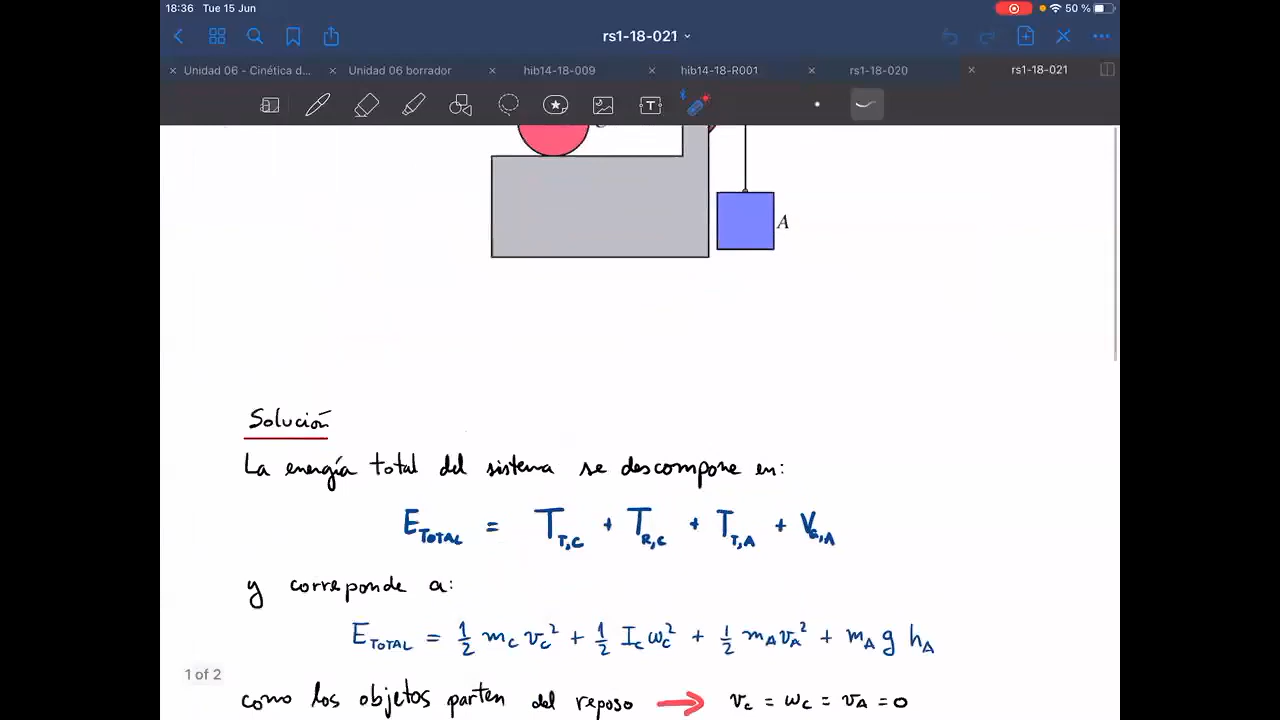 18:36 Tue 15 Jun 50 %
rs1-18-021
Unidad 06 - Cinética d... Unidad 06 borrador hib14-18-009 hib14-18-R001 rs1-18-020 rs1-18-021
A
Solución
La energía total del sistema se descompone en:
E_TOTAL = T_T,C + T_R,C + T_T,A + V_G,A
y corresponde a:
E_TOTAL = 1/2 m_C v_C² + 1/2 I_C ω_C² + 1/2 m_A v_A² + m_A g h_A
1 of 2
como los objetos parten del reposo → v_C = ω_C = v_A = 0